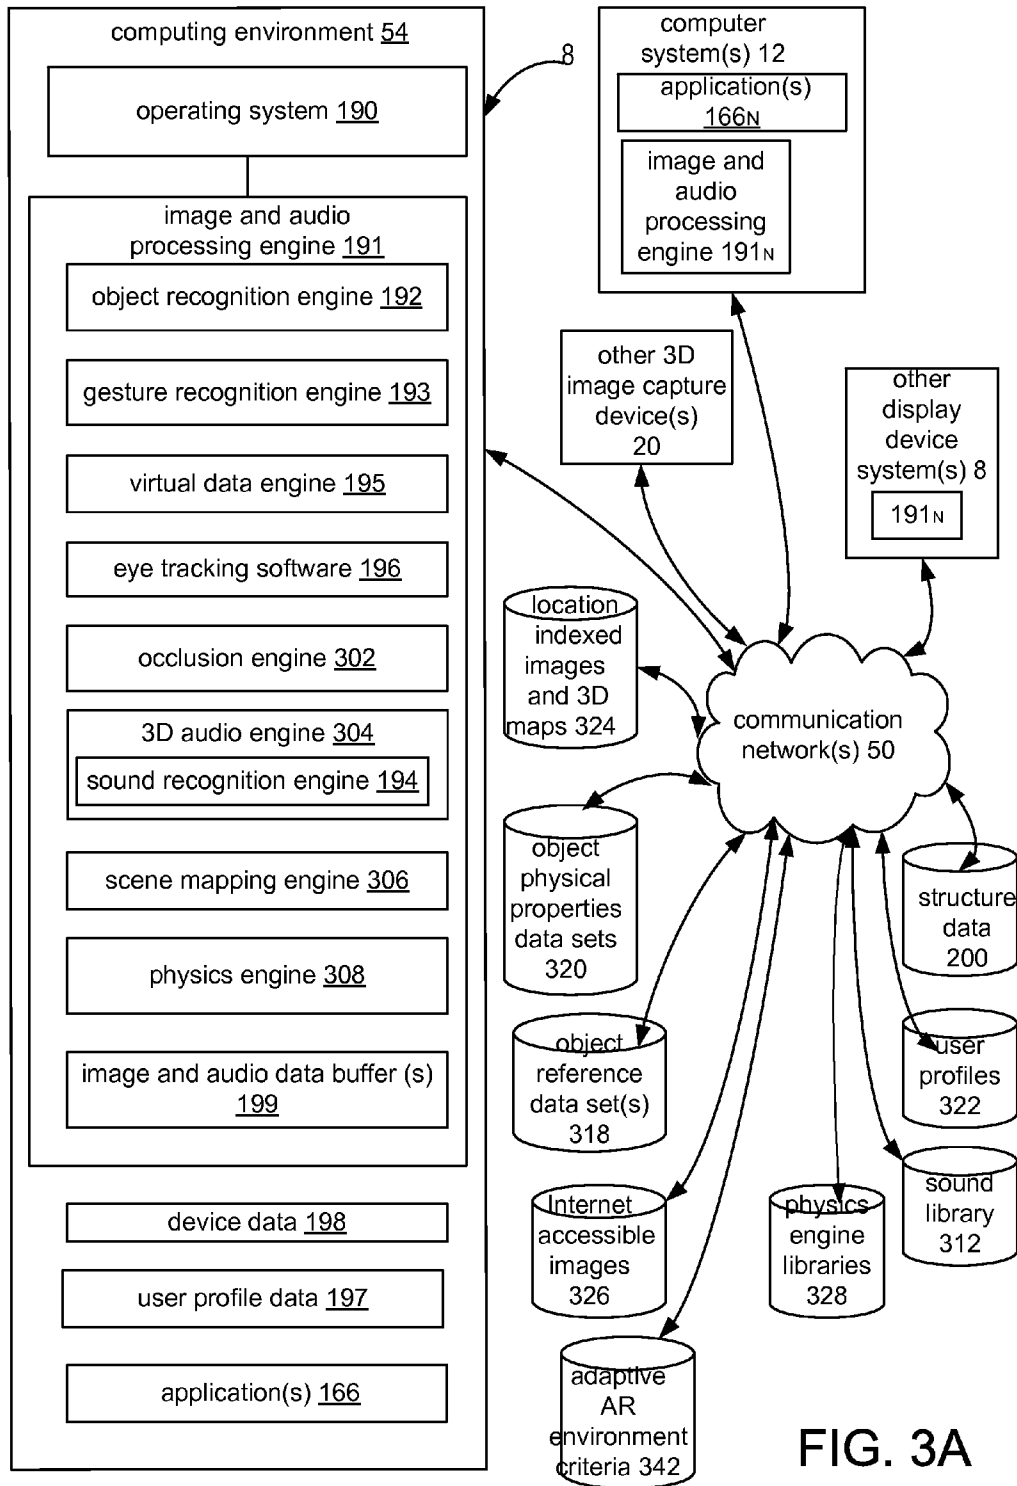 computing environment 54
operating system 190
image and audio
processing engine 191
object recognition engine 192
gesture recognition engine 193
virtual data engine 195
eye tracking software 196
occlusion engine 302
3D audio engine 304
sound recognition engine 194
scene mapping engine 306
physics engine 308
image and audio data buffer (s)
199
device data 198
user profile data 197
application(s) 166
8
computer
system(s) 12
application(s)
166N
image and
audio
processing
engine 191N
other 3D
image capture
device(s)
20
other
display
device
system(s) 8
191N
location
indexed
images
and 3D
maps 324
communication
network(s) 50
object
physical
properties
data sets
320
structure
data
200
object
reference
data set(s)
318
user
profiles
322
Internet
accessible
images
326
physics
engine
libraries
328
sound
library
312
adaptive
AR
environment
criteria 342
FIG. 3A